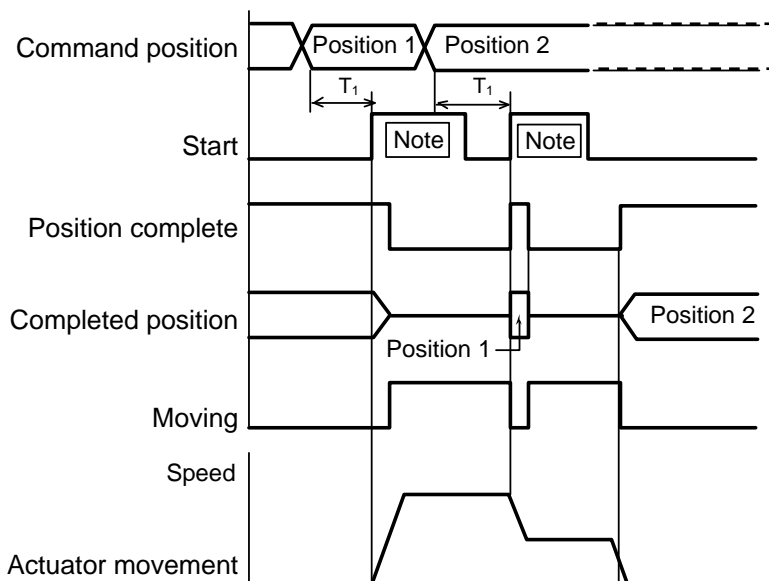 Command position
Position 1
Position 2
T₁
T₁
Start
Note
Note
Position complete
Completed position
Position 1
Position 2
Moving
Speed
Actuator movement